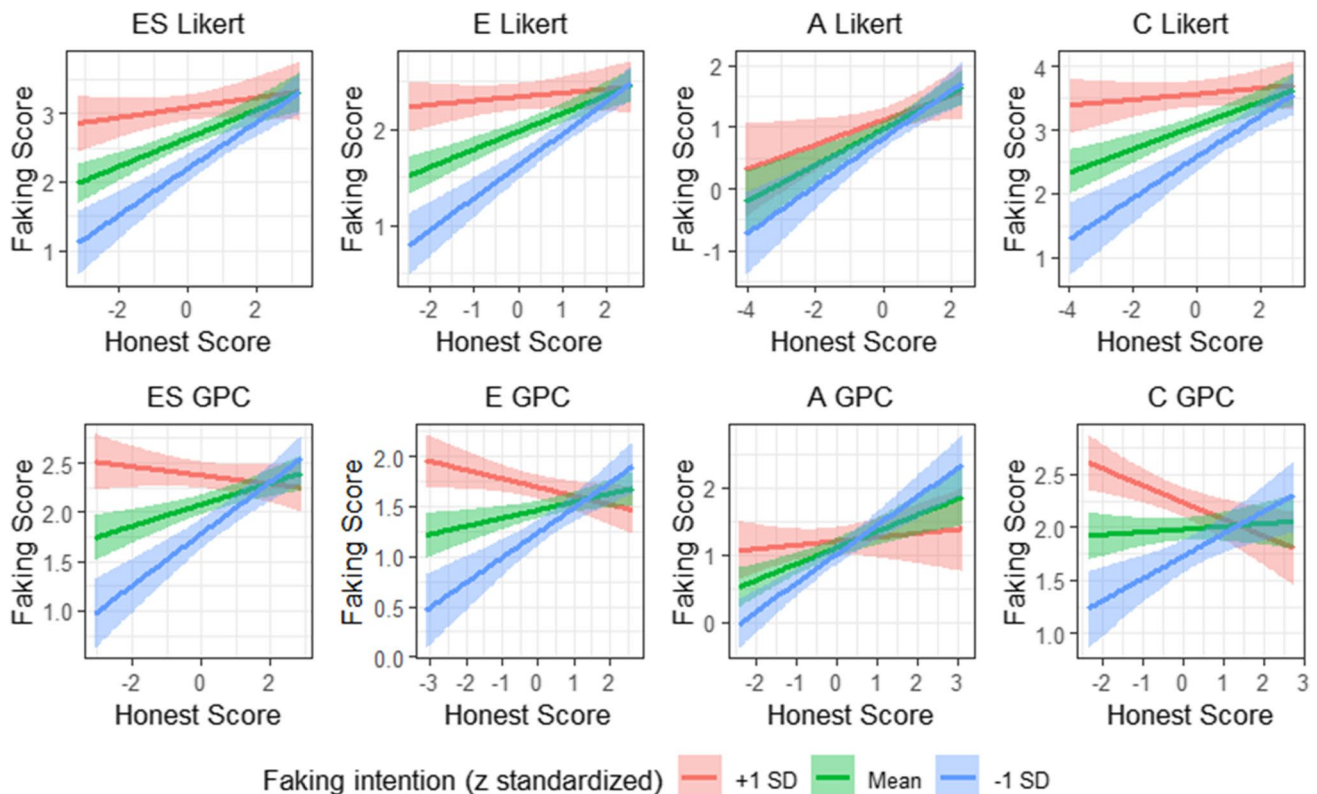 ES Likert
E Likert
A Likert
C Likert
Faking Score
3
2
1
-2
0
2
Honest Score
Faking Score
2
1
-2
-1
0
1
2
Honest Score
Faking Score
2
1
0
-1
-4
-2
0
2
Honest Score
Faking Score
4
3
2
1
-4
-2
0
2
Honest Score
ES GPC
E GPC
A GPC
C GPC
Faking Score
2.5
2.0
1.5
1.0
-2
0
2
Honest Score
Faking Score
2.0
1.5
1.0
0.5
0.0
-3
-2
-1
0
1
2
Honest Score
Faking Score
2
1
0
-2
-1
0
1
2
3
Honest Score
Faking Score
2.5
2.0
1.5
1.0
-2
-1
0
1
2
3
Honest Score
Faking intention (z standardized) +1 SD Mean -1 SD